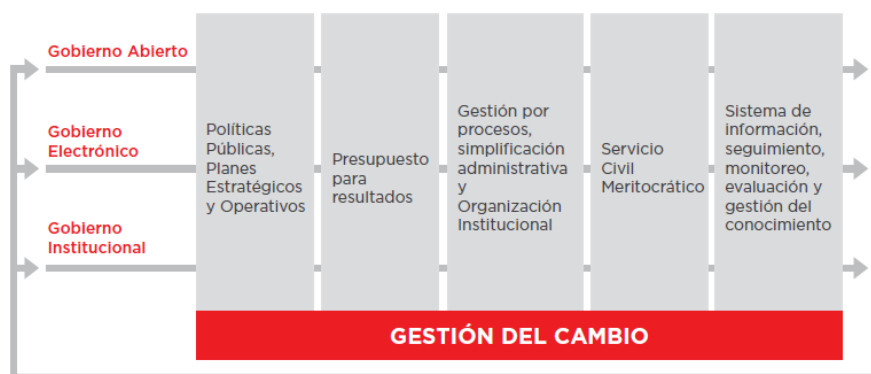 Gobierno Abierto
Gobierno
Electrónico
Gobierno
Institucional
Políticas
Públicas,
Planes
Estratégicos
y Operativos
Presupuesto
para
resultados
Gestión por
procesos,
simplificación
administrativa
y
Organización
Institucional
Servicio
Civil
Meritocrático
Sistema de
información,
seguimiento,
monitoreo,
evaluación y
gestión del
conocimiento
GESTIÓN DEL CAMBIO